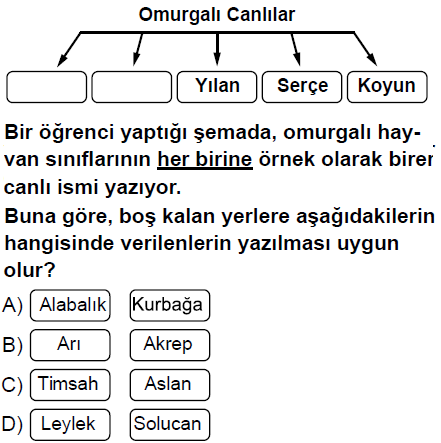 Omurgalı Canlılar
Yılan Serçe Koyun
Bir öğrenci yaptığı şemada, omurgalı hay-
van sınıflarının her birine örnek olarak birer
canlı ismi yazıyor.
Buna göre, boş kalan yerlere aşağıdakilerin
hangisinde verilenlerin yazılması uygun
olur?
A) Alabalık Kurbağa
B) Arı Akrep
C) Timsah Aslan
D) Leylek Solucan